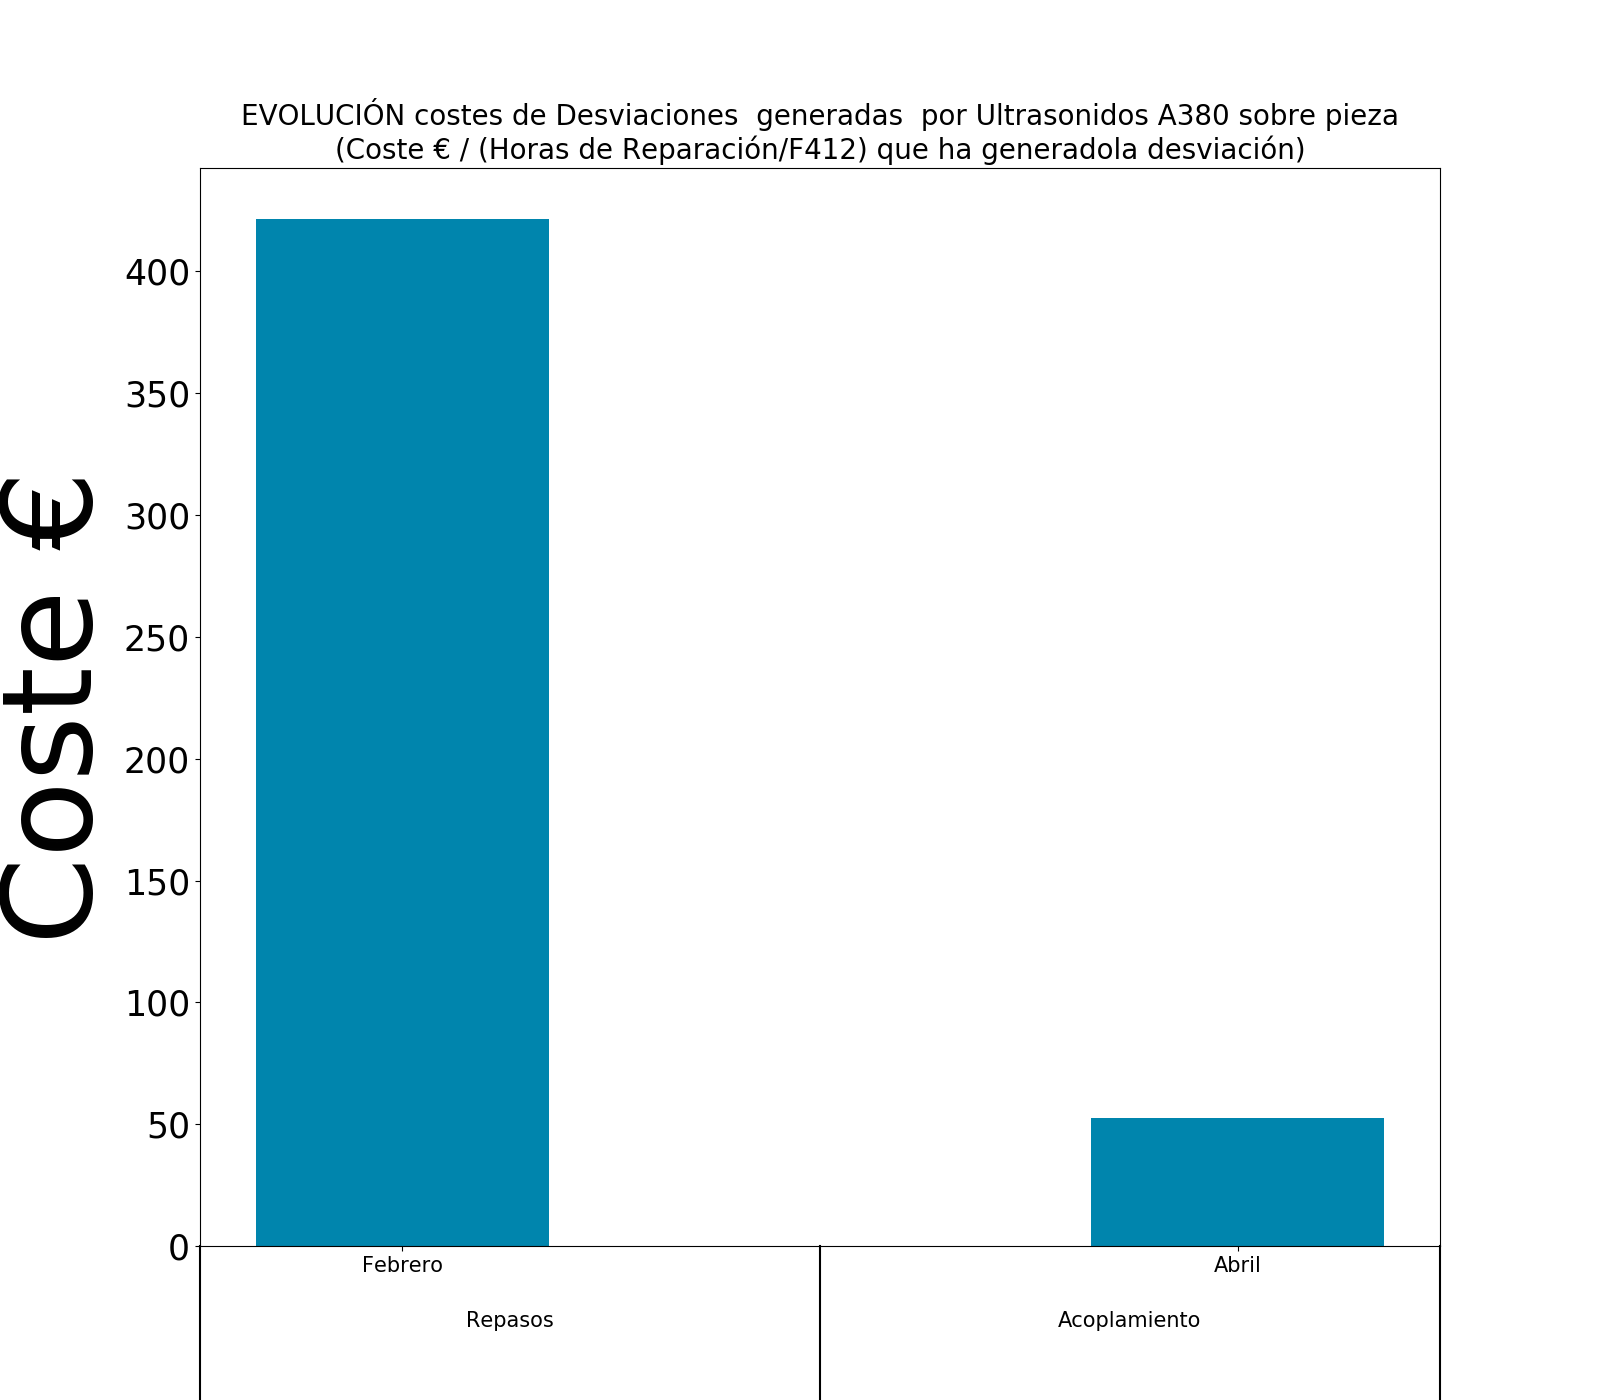 EVOLUCIÓN costes de Desviaciones  generadas  por Ultrasonidos A380 sobre pieza
(Coste € / (Horas de Reparación/F412) que ha generadola desviación)
Coste €
400
350
300
250
200
150
100
50
0
Febrero
Abril
Repasos
Acoplamiento